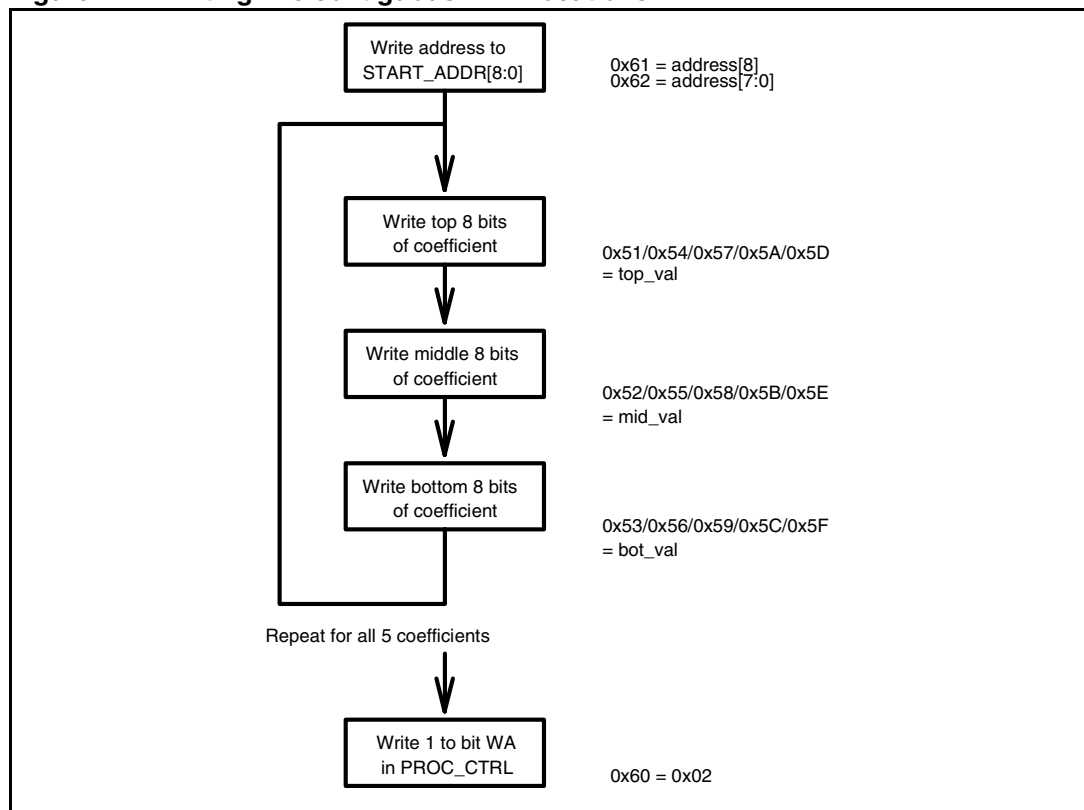 Write address to
START_ADDR[8:0]
0x61 = address[8]
0x62 = address[7:0]
Write top 8 bits
of coefficient
0x51/0x54/0x57/0x5A/0x5D
= top_val
Write middle 8 bits
of coefficient
0x52/0x55/0x58/0x5B/0x5E
= mid_val
Write bottom 8 bits
of coefficient
0x53/0x56/0x59/0x5C/0x5F
= bot_val
Repeat for all 5 coefficients
Write 1 to bit WA
in PROC_CTRL
0x60 = 0x02